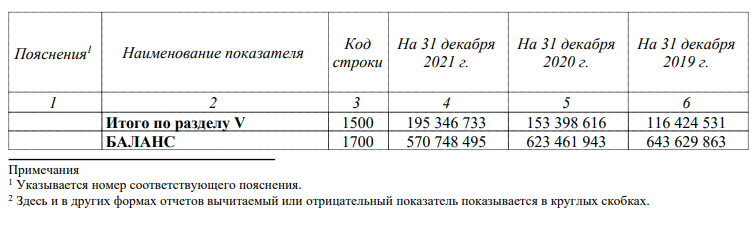 Пояснения¹ Наименование показателя Код строки На 31 декабря 2021 г. На 31 декабря 2020 г. На 31 декабря 2019 г.
1 2 3 4 5 6
Итого по разделу V 1500 195 346 733 153 398 616 116 424 531
БАЛАНС 1700 570 748 495 623 461 943 643 629 863
Примечания
¹ Указывается номер соответствующего пояснения.
² Здесь и в других формах отчетов вычитаемый или отрицательный показатель показывается в круглых скобках.